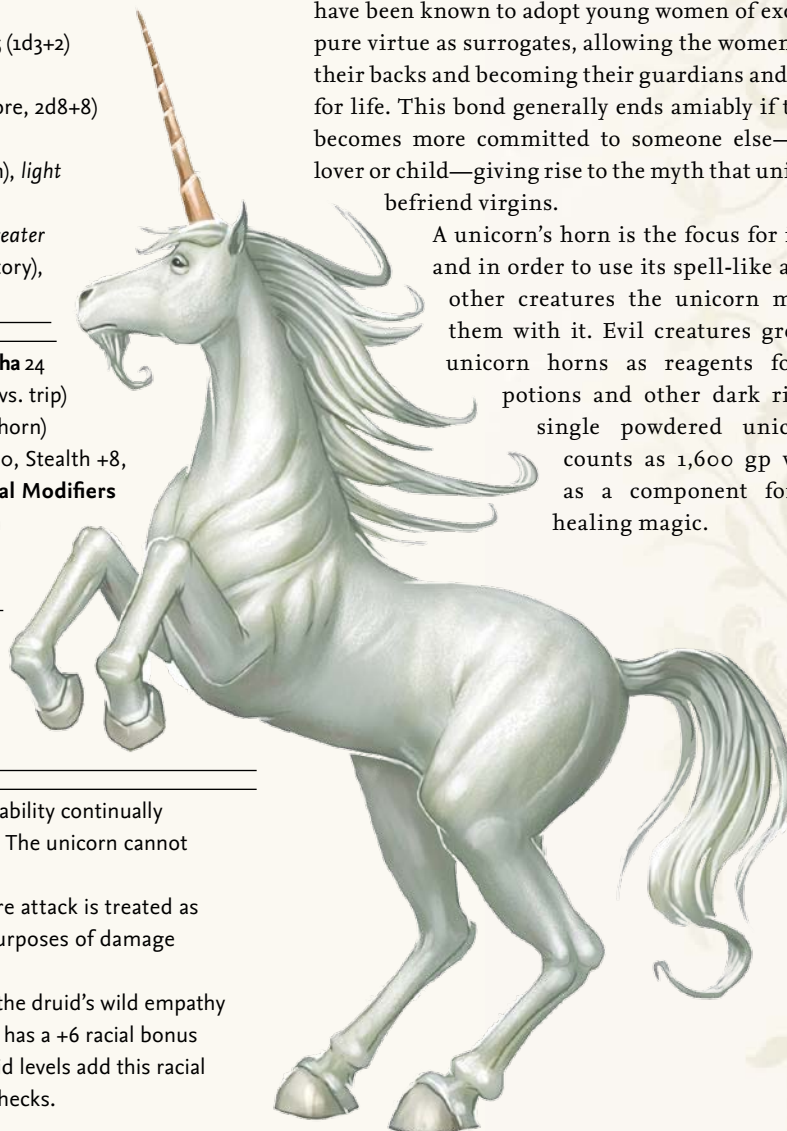 (1d3+2)
ore, 2d8+8)
), light
eater
tory),
ha 24
vs. trip)
horn)
0, Stealth +8,
al Modifiers
ability continually
The unicorn cannot
re attack is treated as
urposes of damage
the druid’s wild empathy
has a +6 racial bonus
d levels add this racial
hecks.
have been known to adopt young women of exc
pure virtue as surrogates, allowing the women
their backs and becoming their guardians and
for life. This bond generally ends amiably if t
becomes more committed to someone else—
lover or child—giving rise to the myth that uni
befriend virgins.
A unicorn’s horn is the focus for
and in order to use its spell-like a
other creatures the unicorn m
them with it. Evil creatures gre
unicorn horns as reagents fo
potions and other dark ri
single powdered unic
counts as 1,600 gp
as a component fo
healing magic.